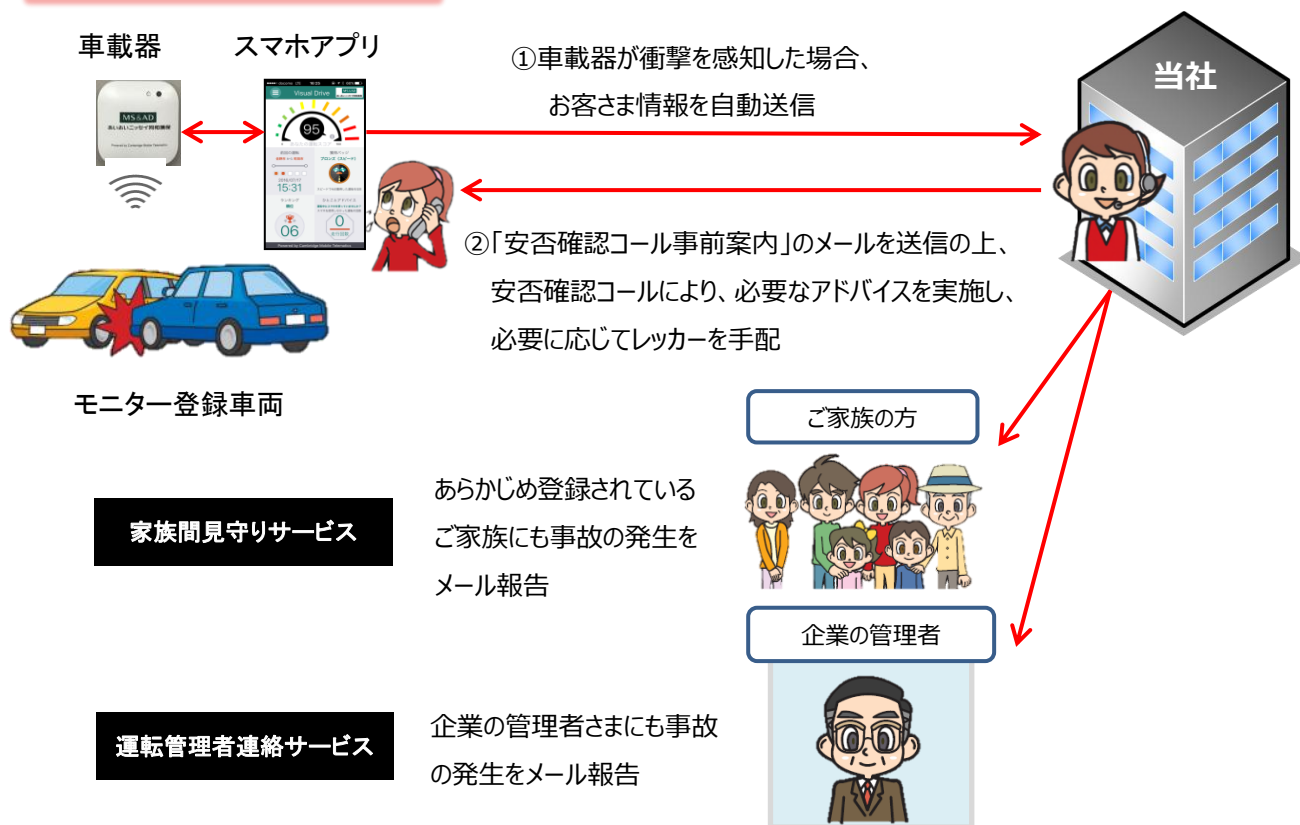 車載器
スマホアプリ
①車載器が衝撃を感知した場合、
お客さま情報を自動送信
当社
MS&AD
あいおいニッセイ同和損保
Powered by Cambridge Mobile Telematics
Visual Drive
95
15:31
06
0
Powered by Cambridge Mobile Telematics
②「安否確認コール事前案内」のメールを送信の上、
安否確認コールにより、必要なアドバイスを実施し、
必要に応じてレッカーを手配
モニター登録車両
ご家族の方
家族間見守りサービス
あらかじめ登録されている
ご家族にも事故の発生を
メール報告
企業の管理者
運転管理者連絡サービス
企業の管理者さまにも事故
の発生をメール報告